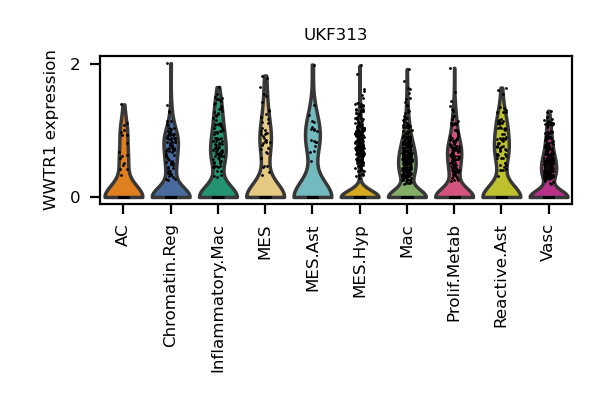 UKF313
WWTR1 expression
2
0
AC
Chromatin.Reg
Inflammatory.Mac
MES
MES.Ast
MES.Hyp
Mac
Prolif.Metab
Reactive.Ast
Vasc